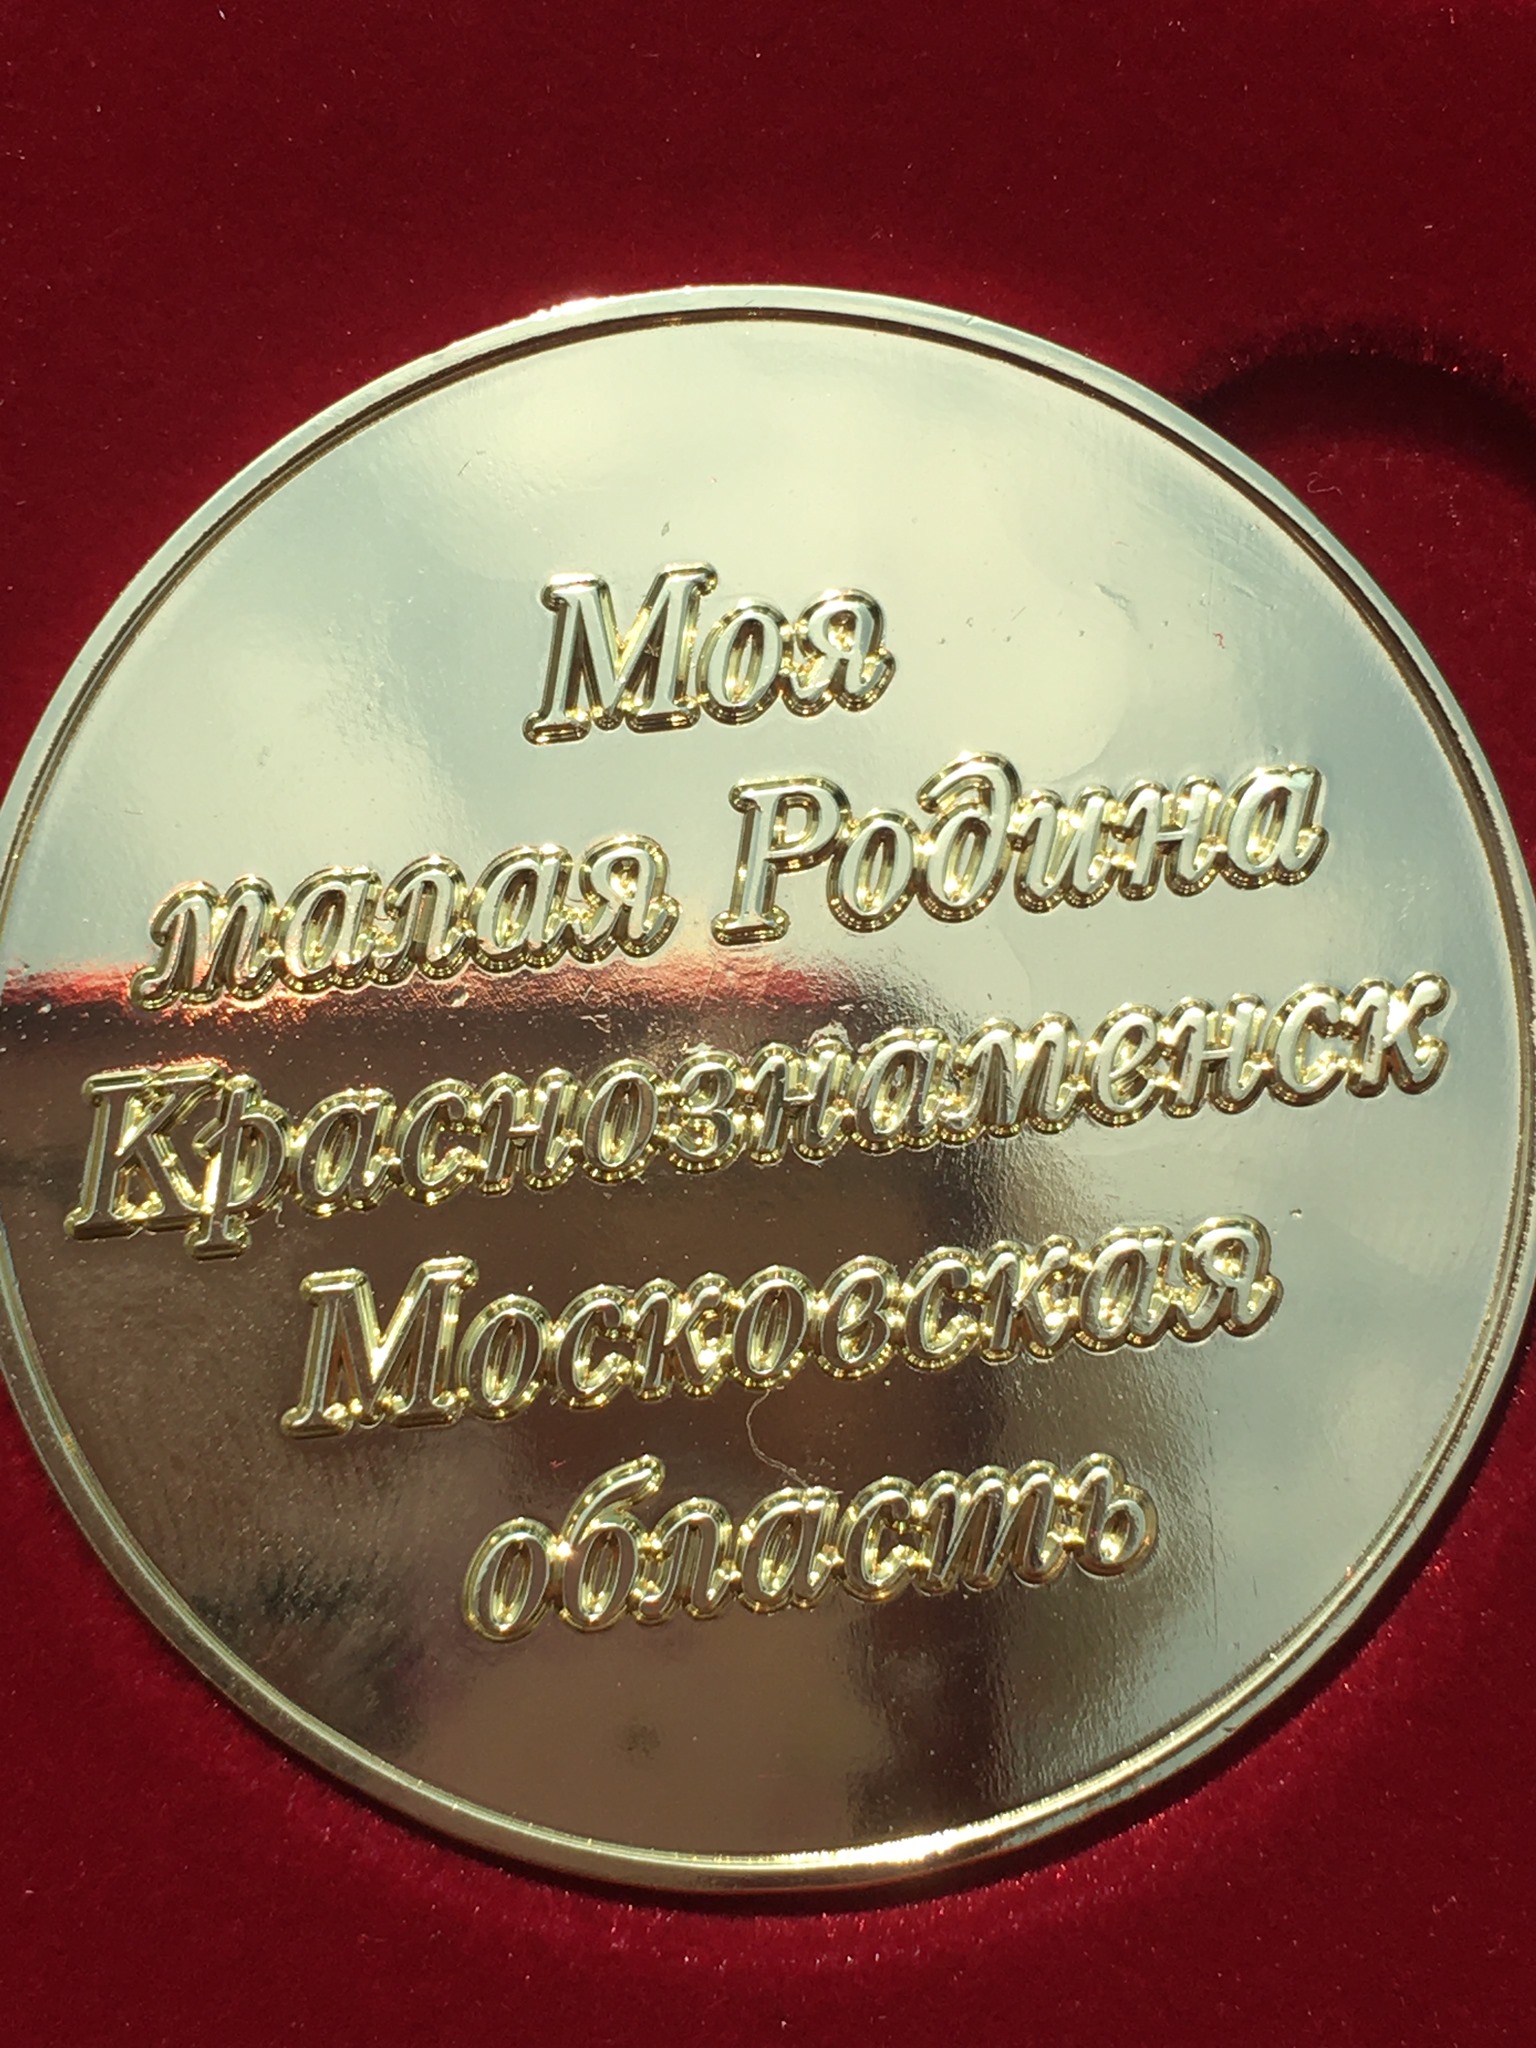 Моя
малая Родина
Краснознаменск
Московская
область